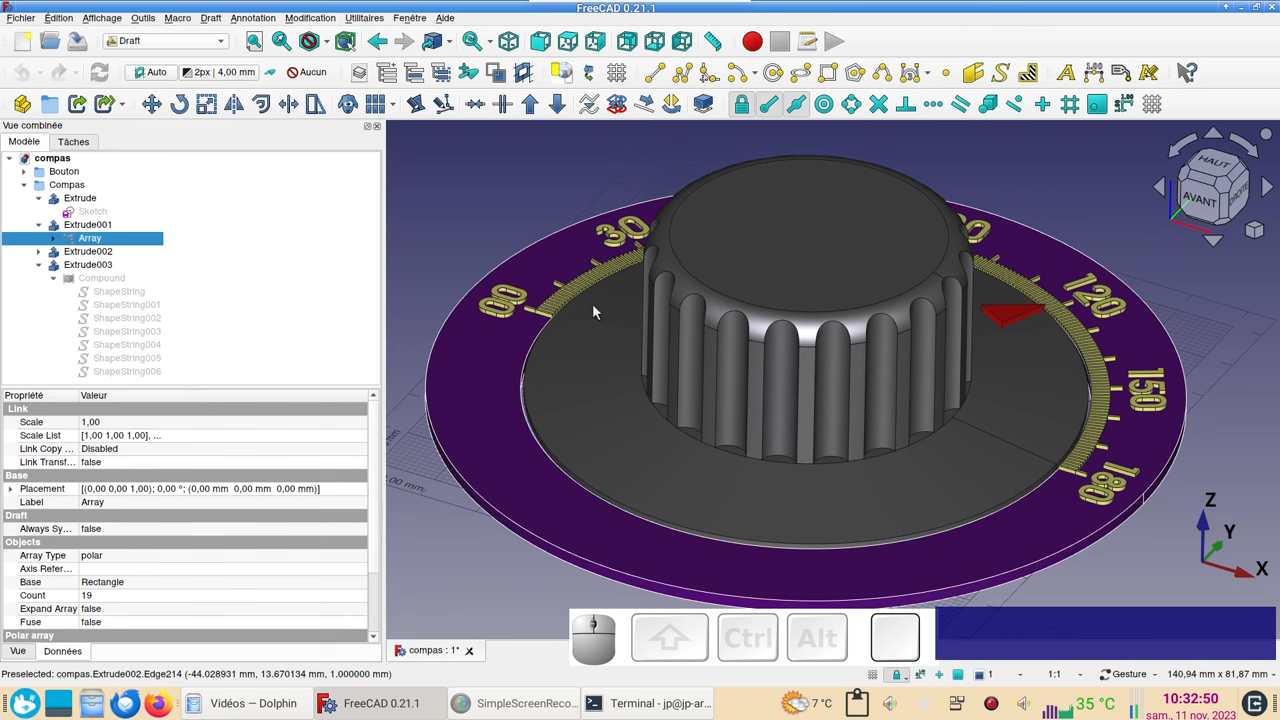 FreeCAD 0.21.1
Fichier Édition Affichage Outils Macro Draft Annotation Modification Utilitaires Fenêtre Aide
Draft
Auto 2px | 4,00 mm Aucun
Vue combinée
Modèle Tâches
compas
Bouton
Compas
Extrude
Sketch
Extrude001
Array
Extrude002
Extrude003
Compound
ShapeString
ShapeString001
ShapeString002
ShapeString003
ShapeString004
ShapeString005
ShapeString006
Propriété Valeur
Link
Scale 1,00
Scale List [1,00 1,00 1,00], ...
Link Copy ... Disabled
Link Transf... false
Base
Placement [(0,00 0,00 1,00); 0,00 °; (0,00 mm 0,00 mm 0,00 mm)]
Label Array
Draft
Always Sy... false
Objects
Array Type polar
Axis Refer...
Base Rectangle
Count 19
Expand Array false
Fuse false
Polar array
Vue Données
HAUT
AVANT
DROITE
30
60
120
150
180
Z
Y
X
Ctrl Alt
compas : 1*
Preselected: compas.Extrude002.Edge214 (-44.028931 mm, 13.670134 mm, 1.000000 mm)
1 1:1 Gesture 140,94 mm x 81,87 mm
Vidéos — Dolphin FreeCAD 0.21.1 SimpleScreenReco... Terminal - jp@jp-ar... 7°C 35 °C 10:32:50
sam., 11 nov. 2023